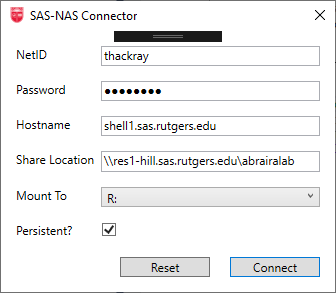 SAS-NAS Connector
NetID
thackray
Password
●●●●●●●●
Hostname
shell1.sas.rutgers.edu
Share Location
\\res1-hill.sas.rutgers.edu\abrairalab
Mount To
R:
Persistent?
Reset
Connect